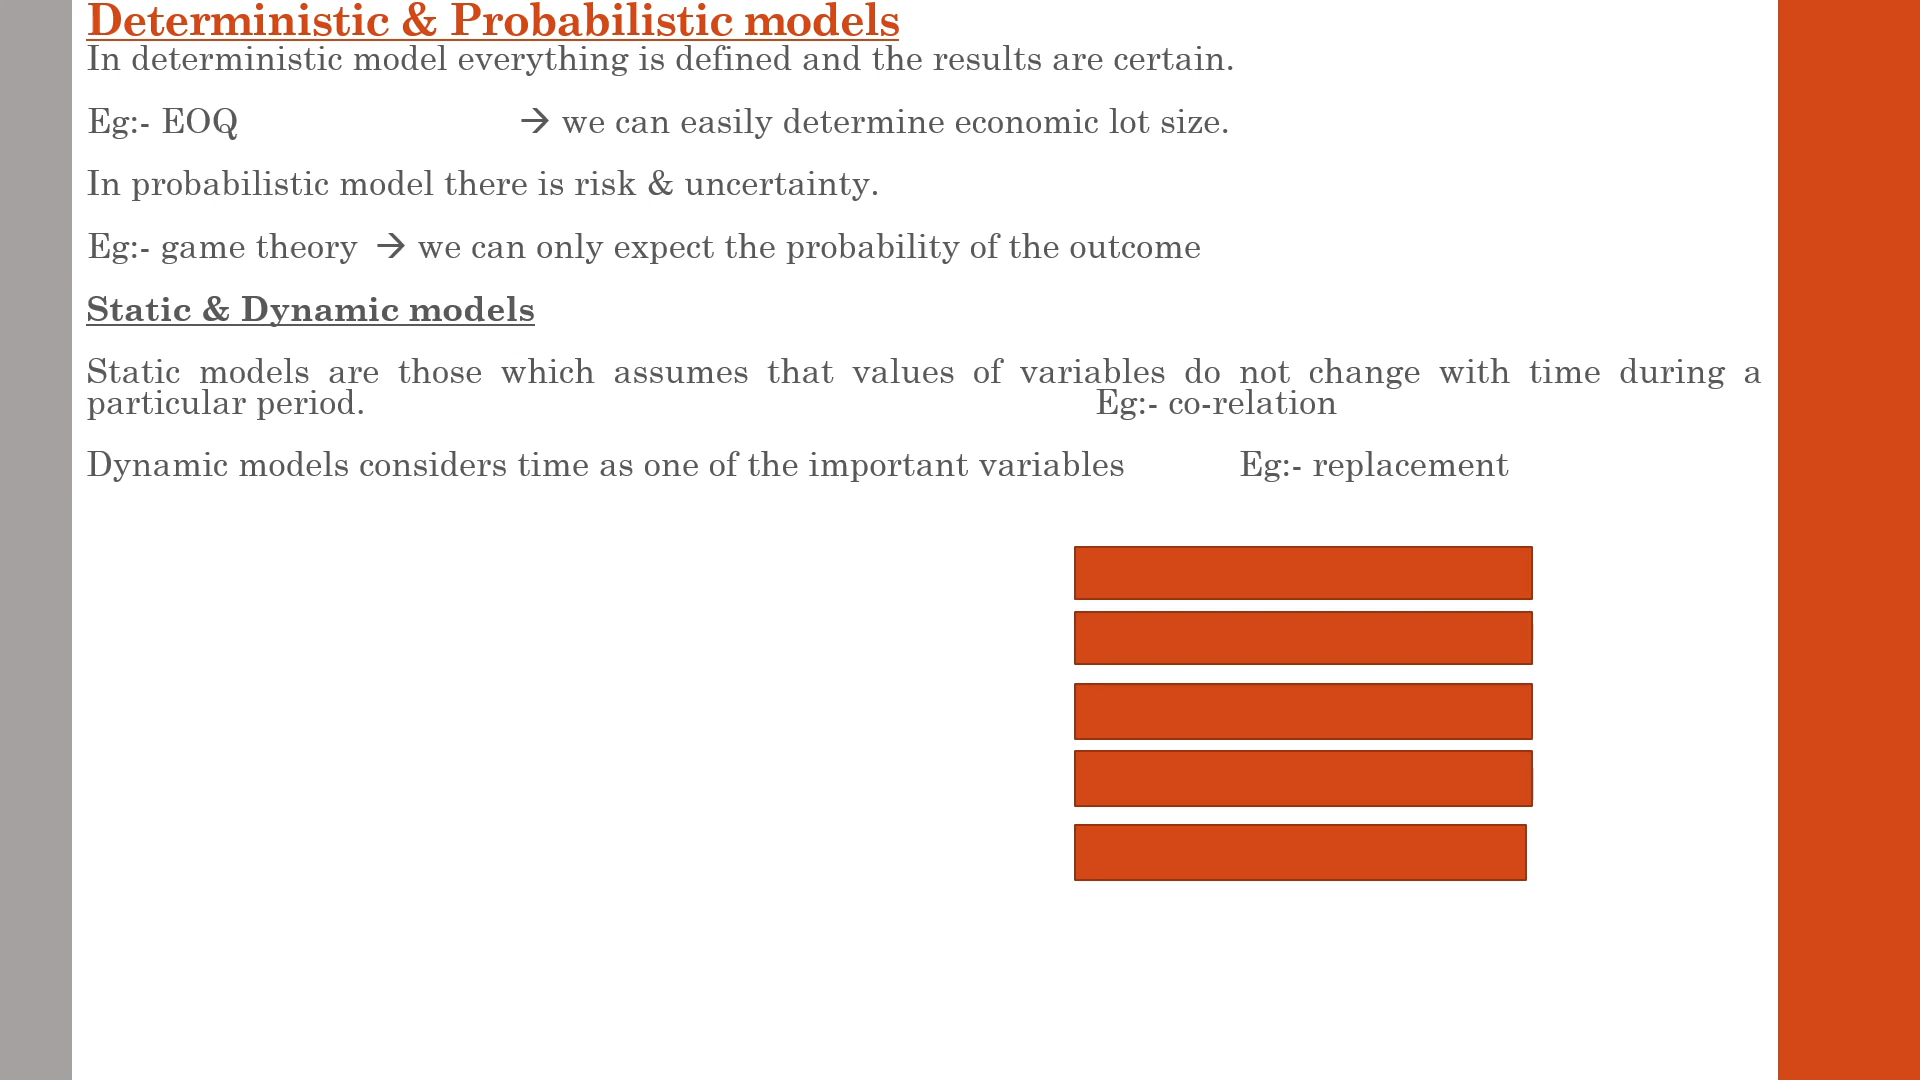 Deterministic & Probabilistic models
In deterministic model everything is defined and the results are certain.
Eg:- EOQ → we can easily determine economic lot size.
In probabilistic model there is risk & uncertainty.
Eg:- game theory → we can only expect the probability of the outcome
Static & Dynamic models
Static models are those which assumes that values of variables do not change with time during a
particular period. Eg:- co-relation
Dynamic models considers time as one of the important variables Eg:- replacement